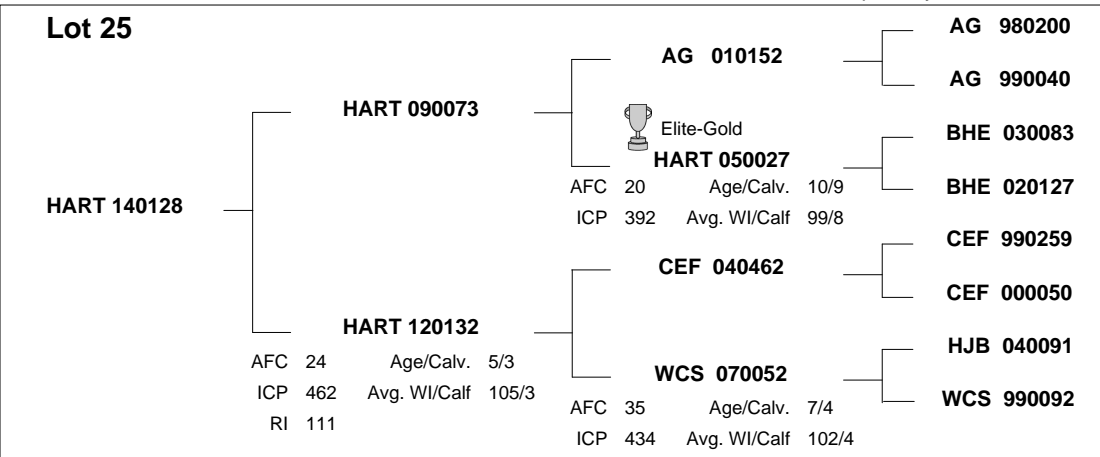 Lot 25
AG 980200
AG 010152
AG 990040
HART 090073
Elite-Gold
BHE 030083
HART 050027
AFC 20 Age/Calv. 10/9
BHE 020127
ICP 392 Avg. WI/Calf 99/8
HART 140128
CEF 990259
CEF 040462
CEF 000050
HART 120132
HJB 040091
AFC 24 Age/Calv. 5/3
WCS 070052
ICP 462 Avg. WI/Calf 105/3
WCS 990092
AFC 35 Age/Calv. 7/4
RI 111
ICP 434 Avg. WI/Calf 102/4